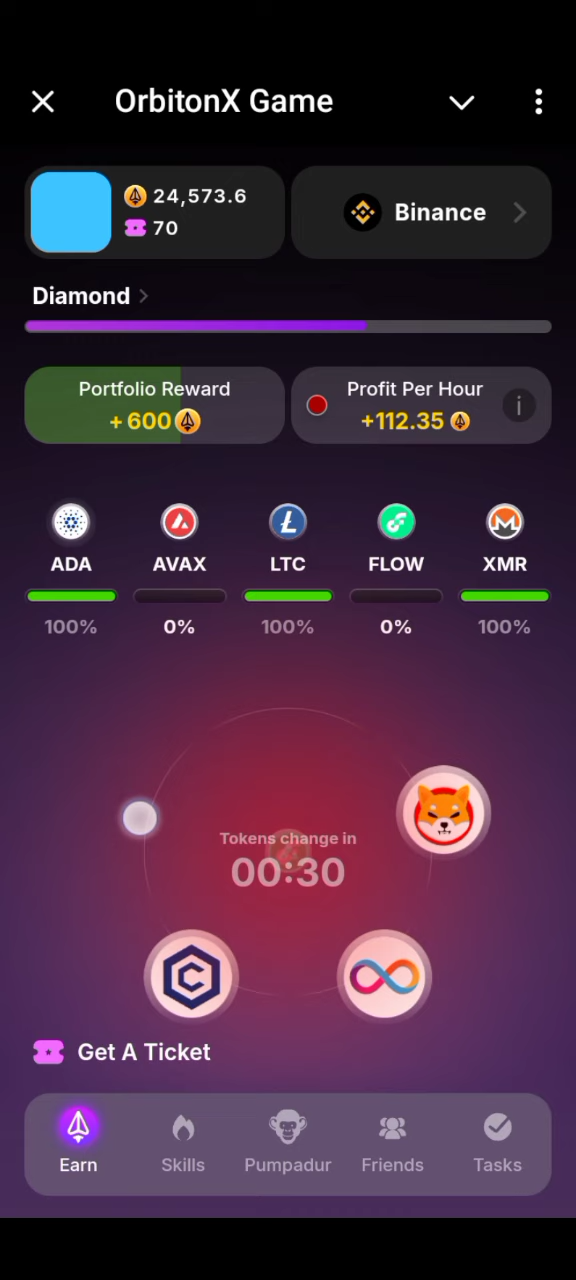 OrbitonX Game
24,573.6
70
Binance
Diamond
Portfolio Reward
+ 600
Profit Per Hour
+112.35
i
ADA
AVAX
LTC
FLOW
XMR
100%
0%
100%
0%
100%
Tokens change in
00:30
Get A Ticket
Earn
Skills
Pumpadur
Friends
Tasks